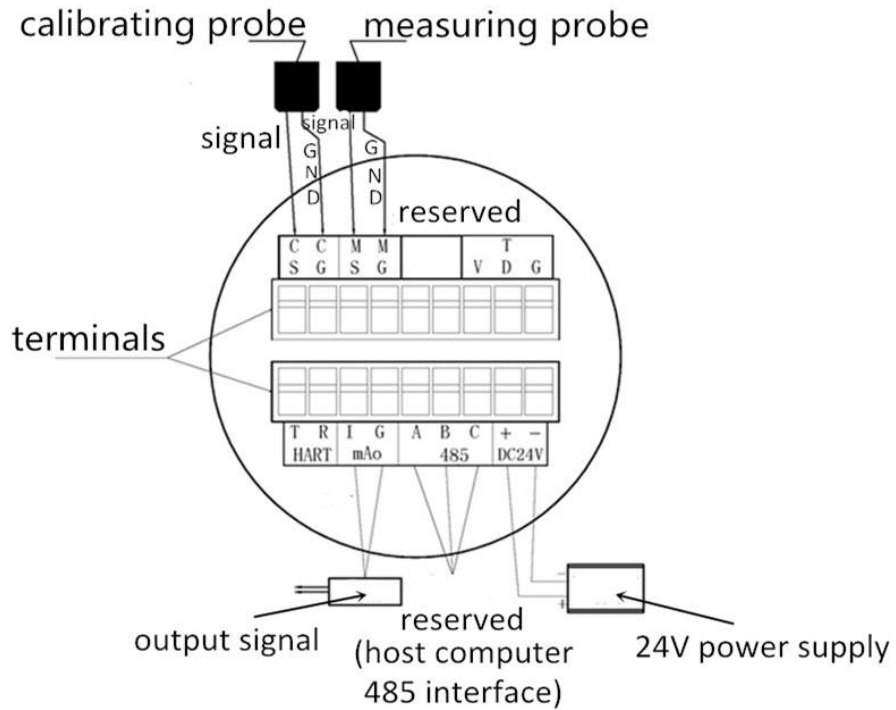 calibrating probe measuring probe
signal
signal
G
N
D
G
N
D
reserved
C C M M T
S G S G V D G
terminals
T R I G A B C + −
HART mAo 485 DC24V
−
+
output signal
reserved
(host computer
485 interface)
24V power supply